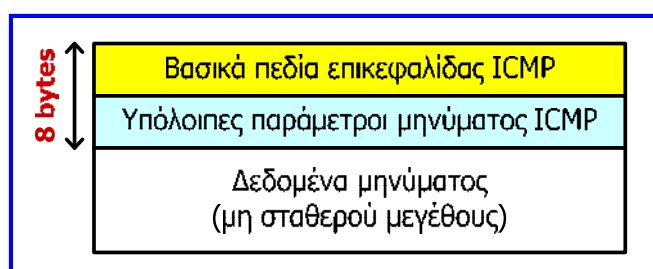 8 bytes
Βασικά πεδία επικεφαλίδας ICMP
Υπόλοιπες παράμετροι μηνύματος ICMP
Δεδομένα μηνύματος
(μη σταθερού μεγέθους)